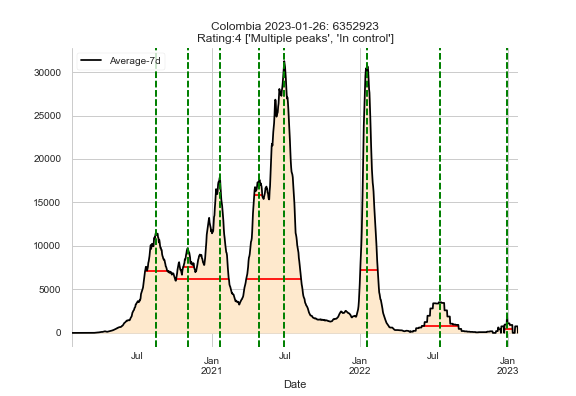 Colombia 2023-01-26: 6352923
Rating:4 ['Multiple peaks', 'In control']
Average-7d
30000
25000
20000
15000
10000
5000
0
Jul
Jan
2021
Jul
Jan
2022
Jul
Jan
2023
Date